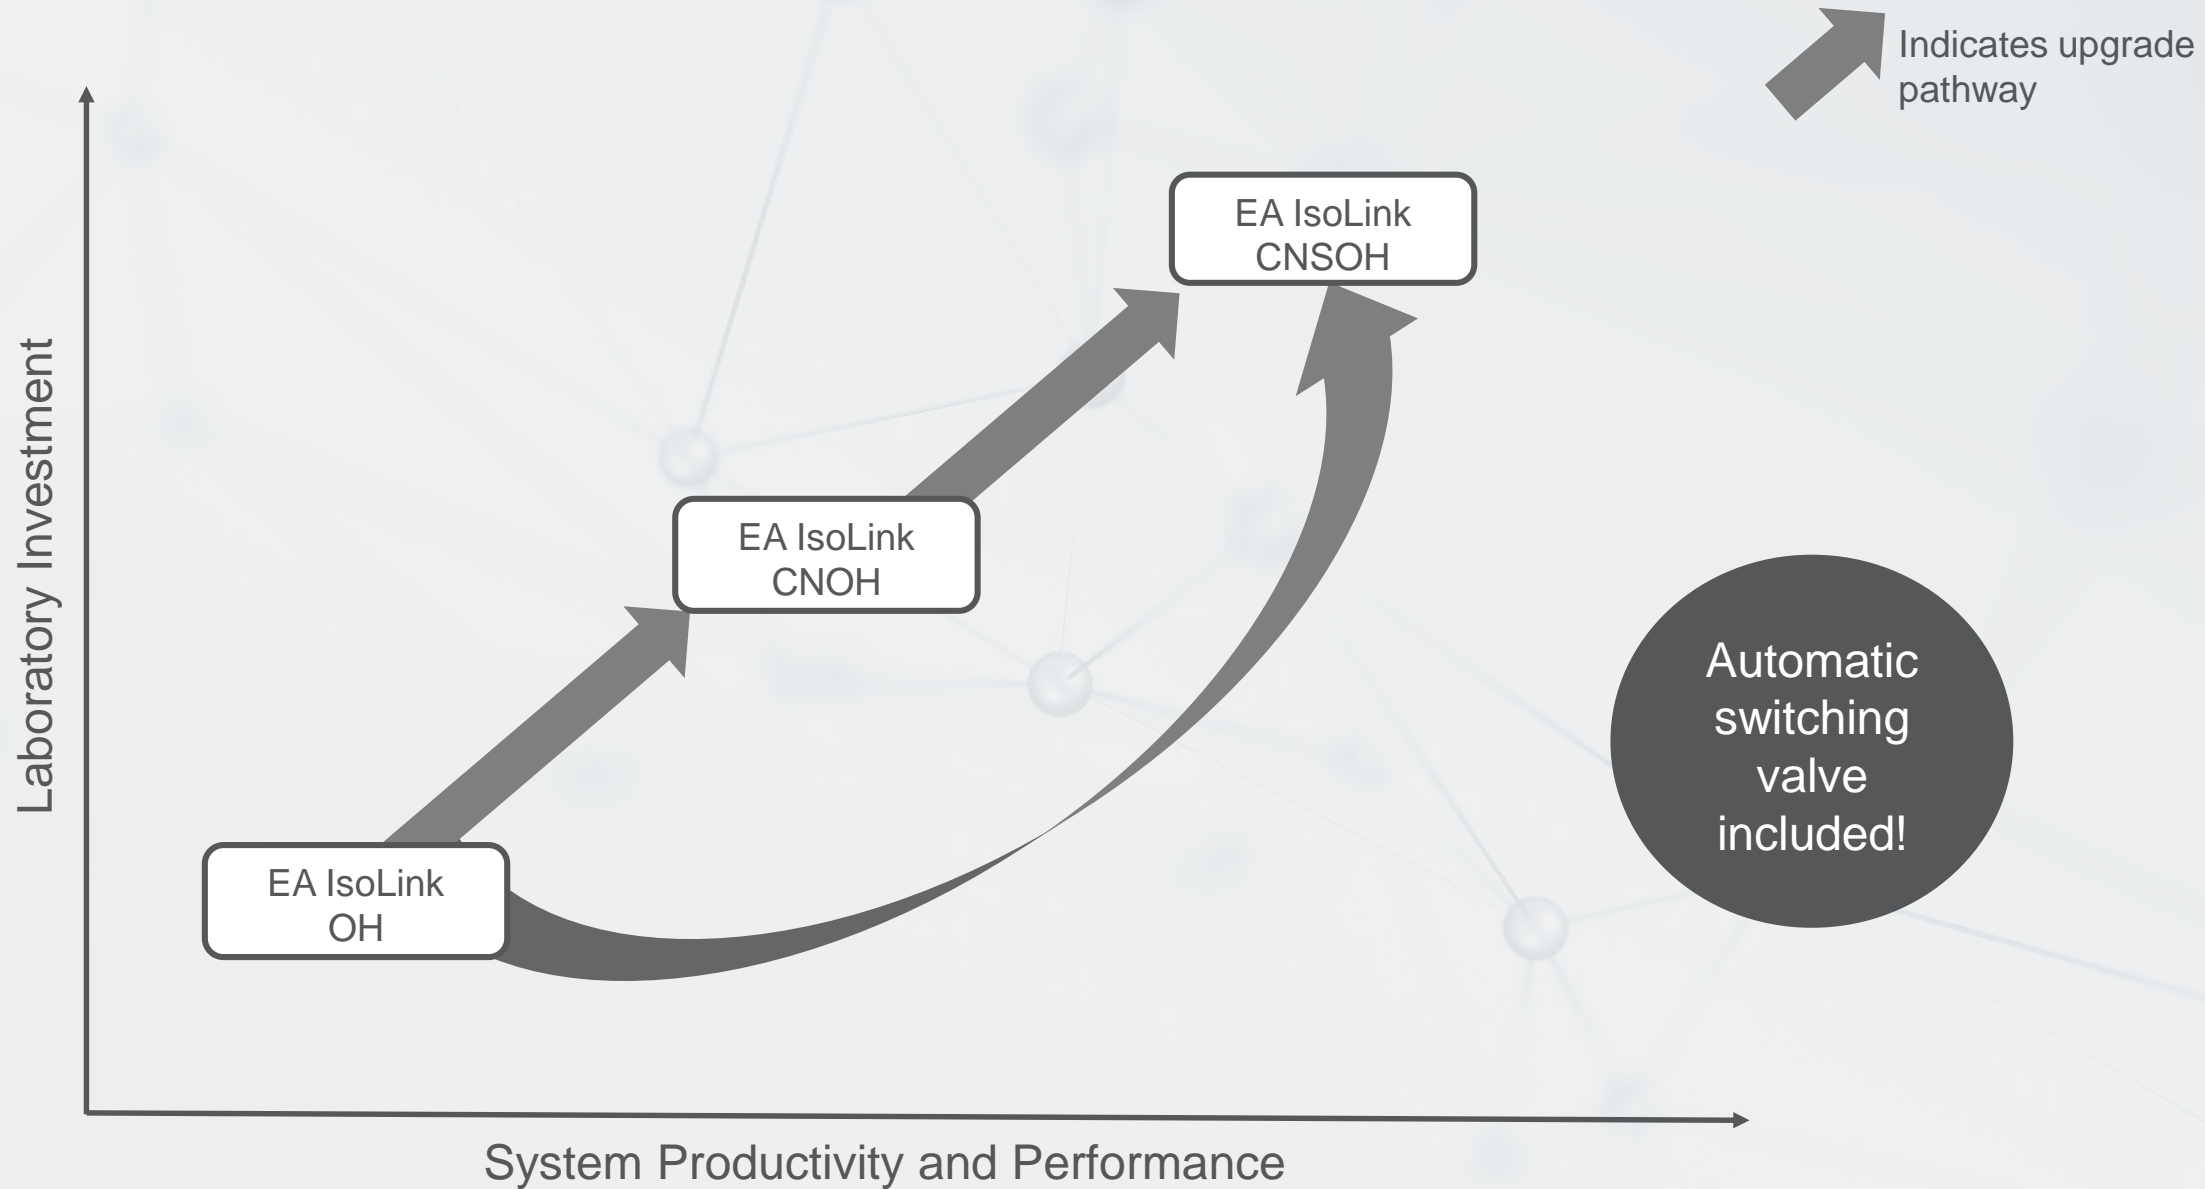 Indicates upgrade
pathway
EA IsoLink
CNSOH
EA IsoLink
CNOH
EA IsoLink
OH
Automatic
switching
valve
included!
Laboratory Investment
System Productivity and Performance